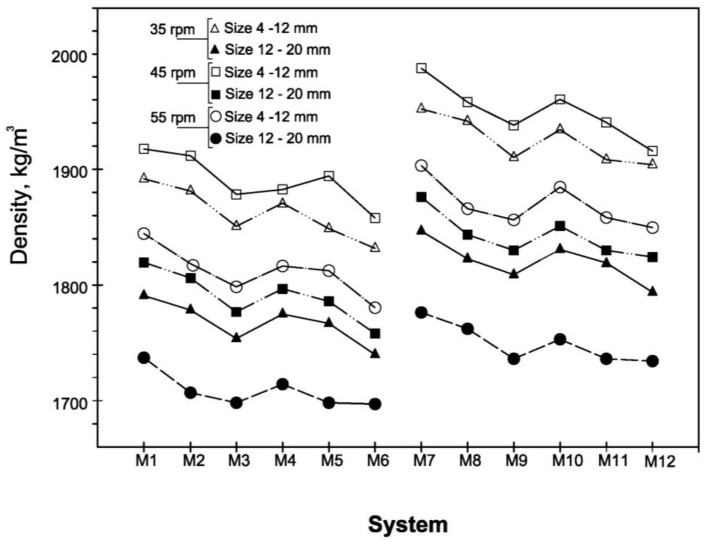 2000
1900
1800
1700
Density, kg/m³
35 rpm
Size 4 -12 mm
Size 12 - 20 mm
45 rpm
Size 4 -12 mm
Size 12 - 20 mm
55 rpm
Size 4 -12 mm
Size 12 - 20 mm
M1 M2 M3 M4 M5 M6 M7 M8 M9 M10 M11 M12
System